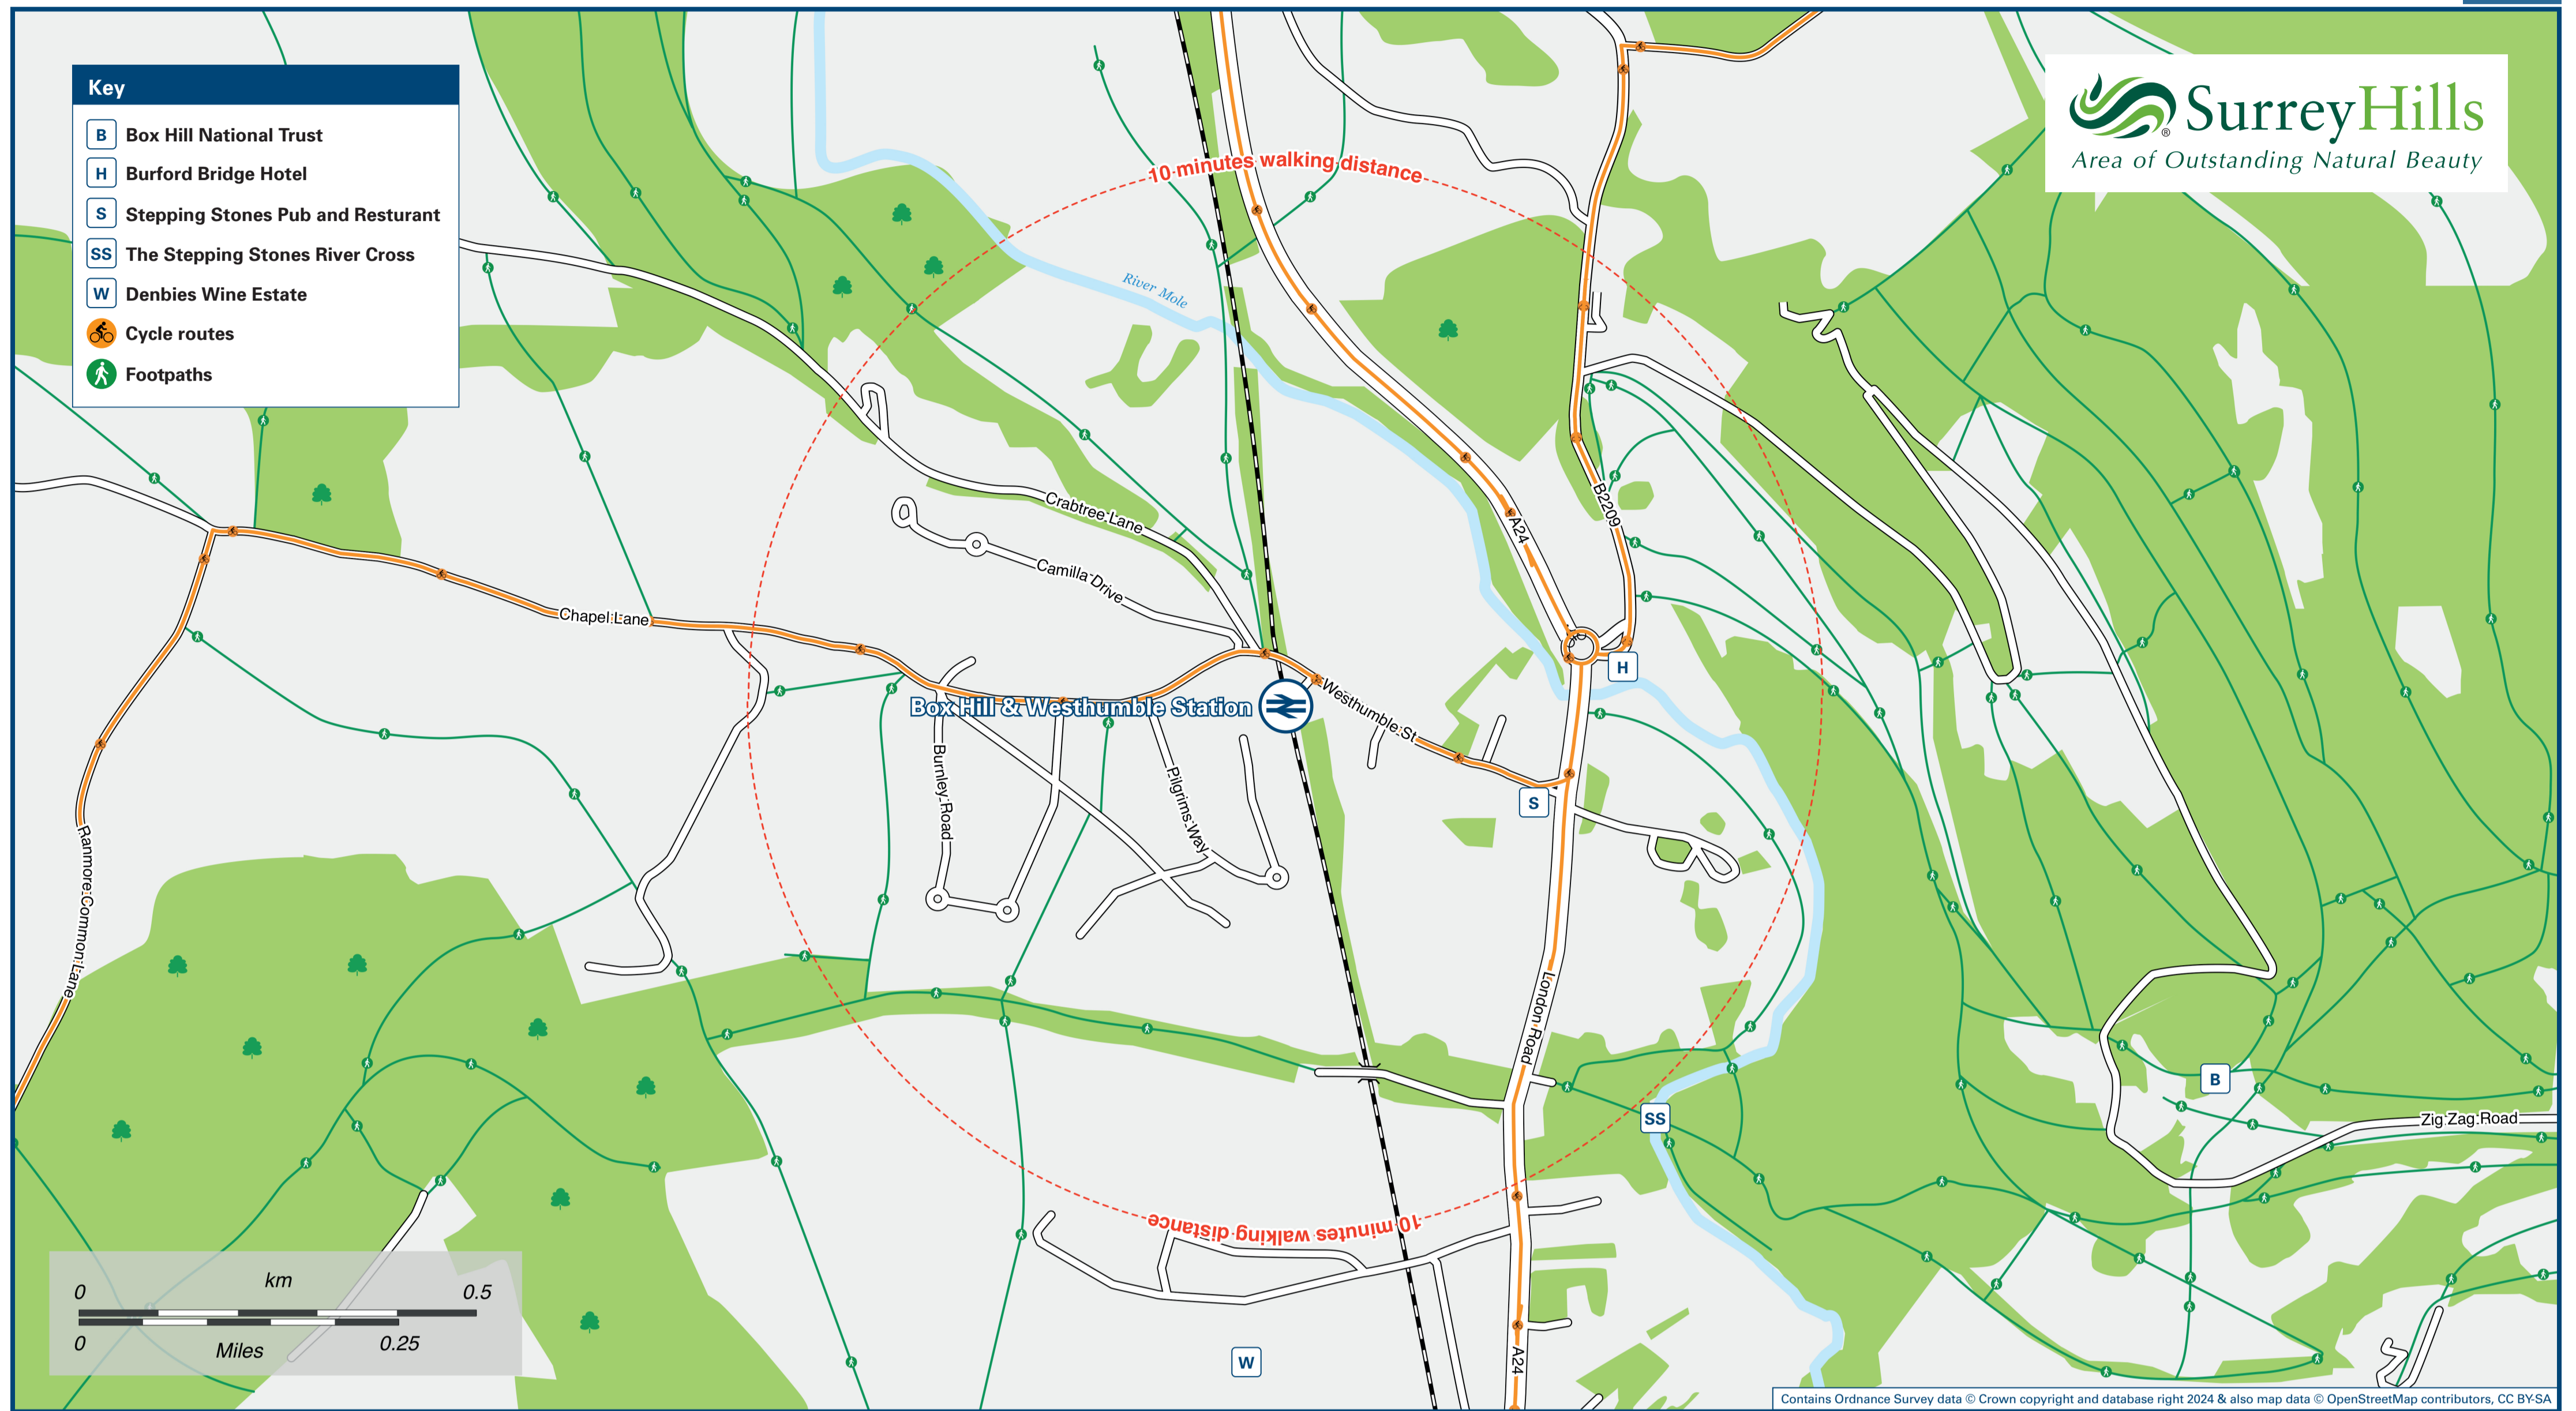 Key
B Box Hill National Trust
H Burford Bridge Hotel
S Stepping Stones Pub and Resturant
SS The Stepping Stones River Cross
W Denbies Wine Estate
Cycle routes
Footpaths
SurreyHills
®
Area of Outstanding Natural Beauty
10 minutes walking distance
River Mole
Crabtree Lane
A24
B2209
Camilla Drive
Chapel Lane
H
Box Hill & Westhumble Station
Westhumble St
Burnley Road
Pilgrims Way
S
Ranmore Common Lane
London Road
B
SS
Zig Zag Road
10 minutes walking distance
km
0 0.5
0 0.25
Miles
W
A24
Contains Ordnance Survey data © Crown copyright and database right 2024 & also map data © OpenStreetMap contributors, CC BY-SA